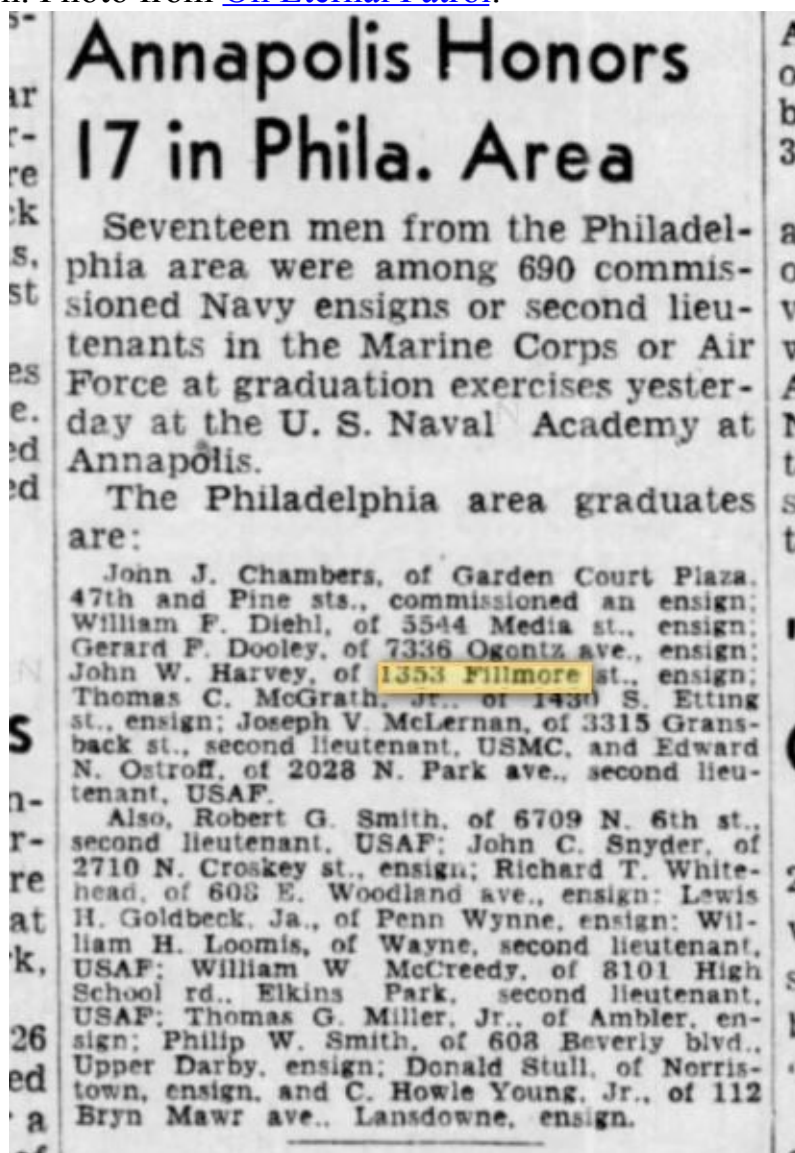 n. Photo from On Eternal Patrol.
Annapolis Honors
17 in Phila. Area
Seventeen men from the Philadel-
phia area were among 690 commis-
sioned Navy ensigns or second lieu-
tenants in the Marine Corps or Air
Force at graduation exercises yester-
day at the U. S. Naval Academy at
Annapolis.
The Philadelphia area graduates
are:
John J. Chambers, of Garden Court Plaza,
47th and Pine sts., commissioned an ensign;
William F. Diehl, of 5544 Media st., ensign;
Gerard F. Dooley, of 7336 Ogontz ave., ensign;
John W. Harvey, of 1353 Fillmore st., ensign;
Thomas C. McGrath, Jr., of 1430 S. Etting
st., ensign; Joseph V. McLernan, of 3315 Grans-
back st., second lieutenant, USMC, and Edward
N. Ostroff, of 2028 N. Park ave., second lieu-
tenant, USAF.
Also, Robert G. Smith, of 6709 N. 6th st.,
second lieutenant, USAF; John C. Snyder, of
2710 N. Croskey st., ensign; Richard T. White-
head, of 608 E. Woodland ave., ensign; Lewis
H. Goldbeck, Ja., of Penn Wynne, ensign; Wil-
liam H. Loomis, of Wayne, second lieutenant,
USAF; William W. McCreedy, of 8101 High
School rd., Elkins Park, second lieutenant,
USAF; Thomas G. Miller, Jr., of Ambler, en-
sign; Philip W. Smith, of 608 Beverly blvd.,
Upper Darby, ensign; Donald Stull, of Norris-
town, ensign, and C. Howle Young, Jr., of 112
Bryn Mawr ave., Lansdowne, ensign.